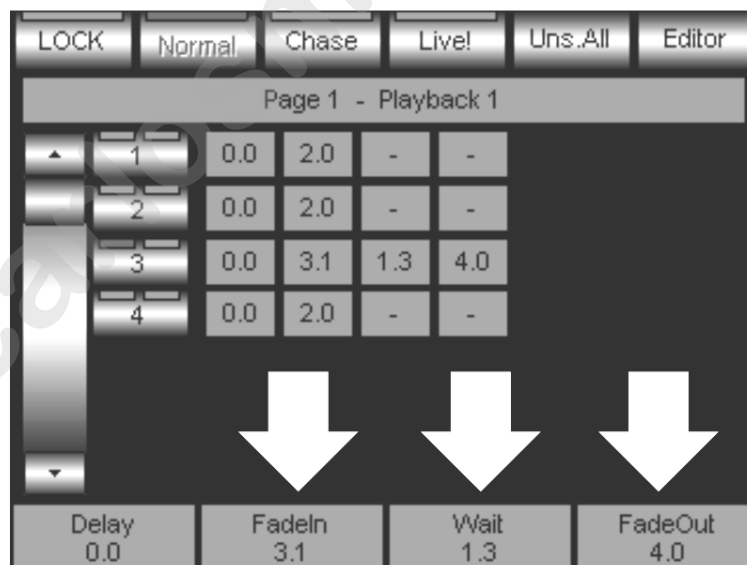 LOCK Normal Chase Live! Uns.All Editor
Page 1 - Playback 1
1 0.0 2.0 - -
2 0.0 2.0 - -
3 0.0 3.1 1.3 4.0
4 0.0 2.0 - -
Delay FadeIn Wait FadeOut
0.0 3.1 1.3 4.0